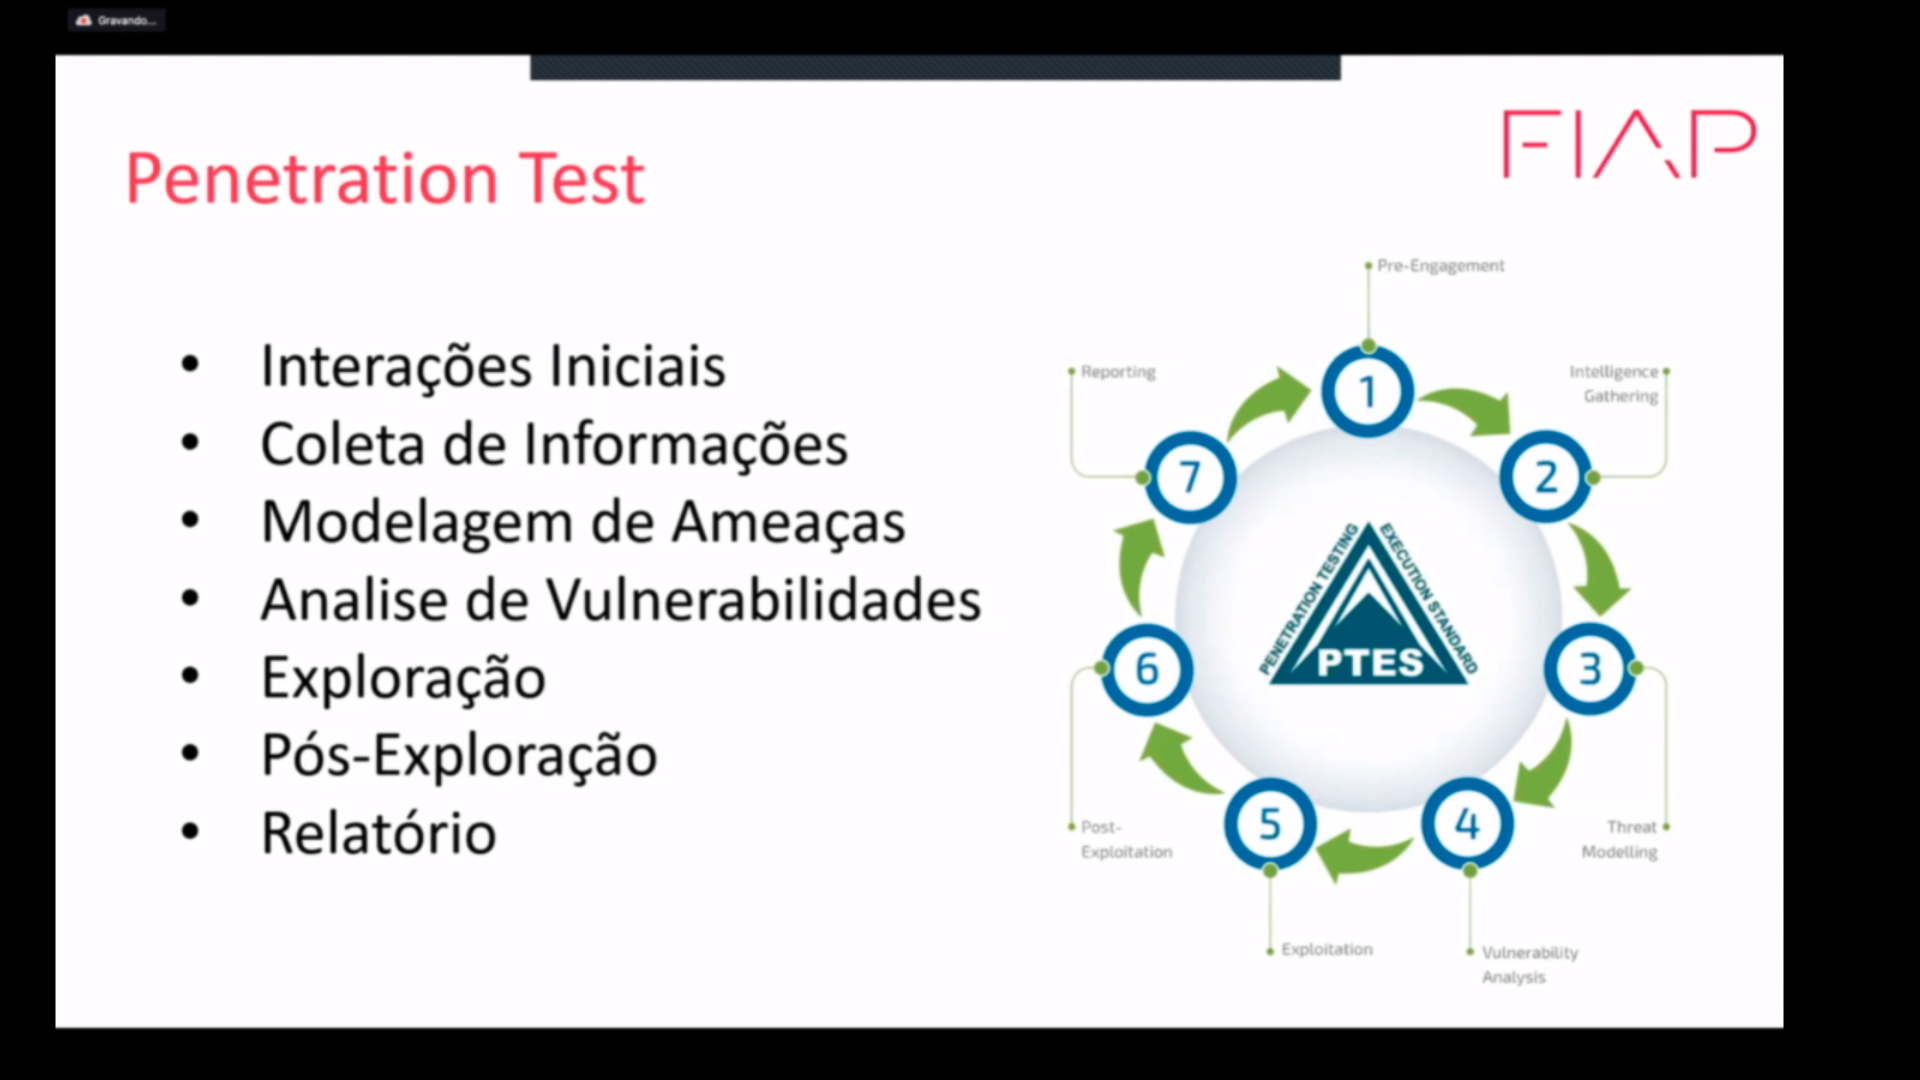 Gravando...
FIAP
Penetration Test
• Interações Iniciais
• Coleta de Informações
• Modelagem de Ameaças
• Analise de Vulnerabilidades
• Exploração
• Pós-Exploração
• Relatório
Pre-Engagement
Reporting
Intelligence
Gathering
1
2
3
4
5
6
7
PENETRATION TESTING
EXECUTION STANDARD
PTES
Post-
Exploitation
Threat
Modelling
Exploitation
Vulnerability
Analysis